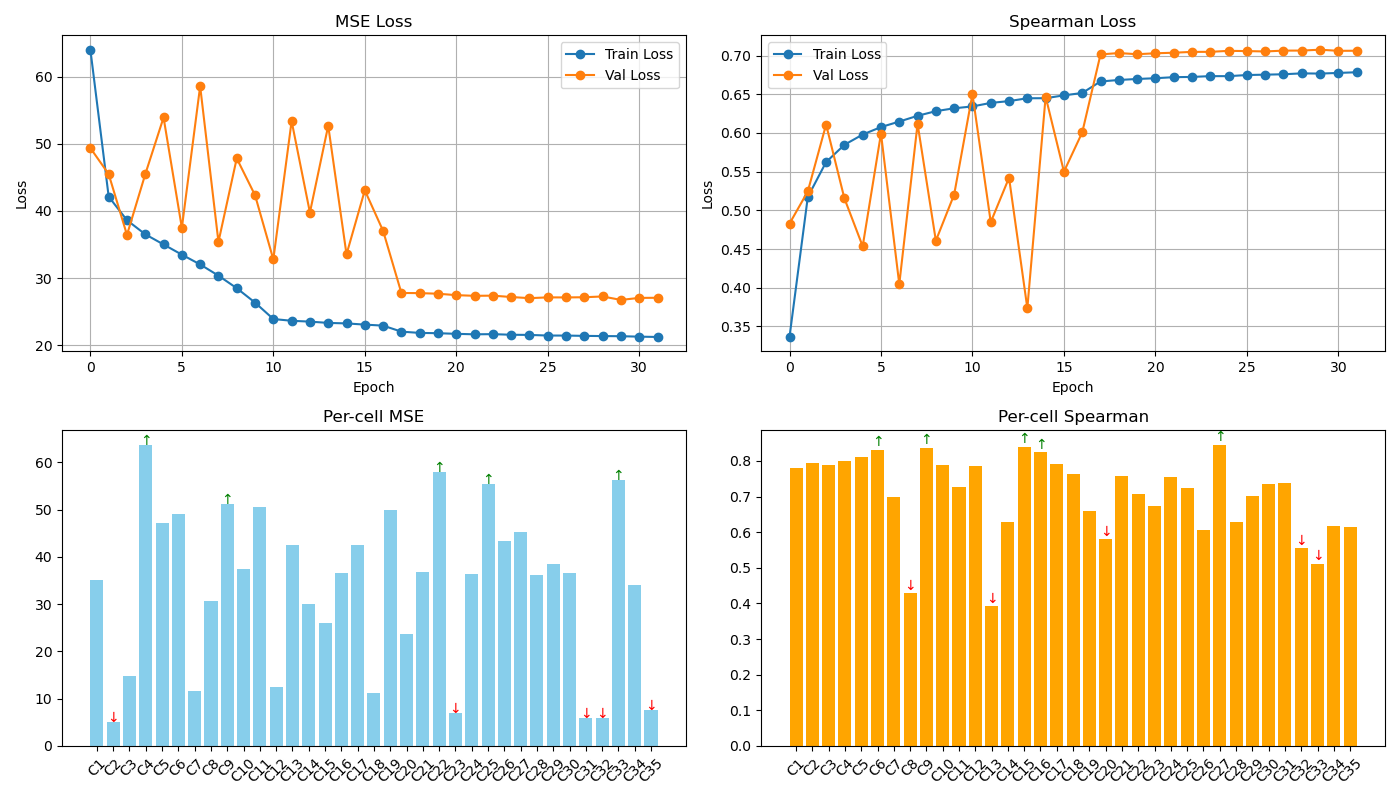 MSE Loss
Loss
60
50
40
30
20
0 5 10 15 20 25 30
Epoch
Train Loss
Val Loss
Spearman Loss
Loss
0.70
0.65
0.60
0.55
0.50
0.45
0.40
0.35
0 5 10 15 20 25 30
Epoch
Train Loss
Val Loss
Per-cell MSE
60
50
40
30
20
10
0
↑ ↓ ↑ ↑ ↓ ↑ ↓ ↓ ↑ ↓
C1 C2 C3 C4 C5 C6 C7 C8 C9 C10 C11 C12 C13 C14 C15 C16 C17 C18 C19 C20 C21 C22 C23 C24 C25 C26 C27 C28 C29 C30 C31 C32 C33 C34 C35
Per-cell Spearman
0.8
0.7
0.6
0.5
0.4
0.3
0.2
0.1
0.0
↑ ↓ ↑ ↓ ↑ ↑ ↓ ↑ ↓ ↓
C1 C2 C3 C4 C5 C6 C7 C8 C9 C10 C11 C12 C13 C14 C15 C16 C17 C18 C19 C20 C21 C22 C23 C24 C25 C26 C27 C28 C29 C30 C31 C32 C33 C34 C35